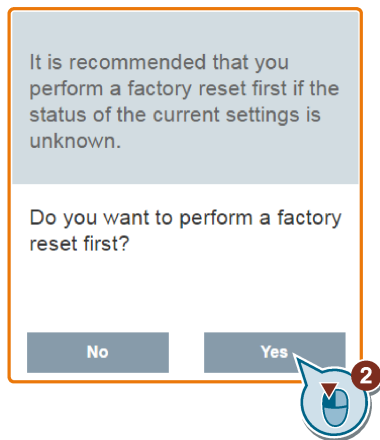 It is recommended that you
perform a factory reset first if the
status of the current settings is
unknown.
Do you want to perform a factory
reset first?
No
Yes
2